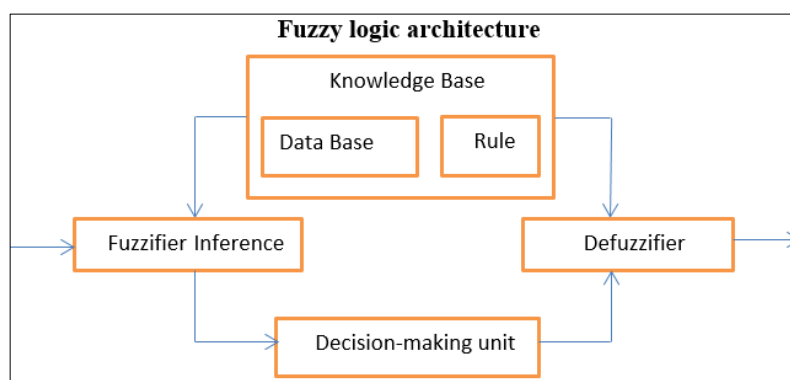 Fuzzy logic architecture
Knowledge Base
Data Base
Rule
Fuzzifier Inference
Defuzzifier
Decision-making unit